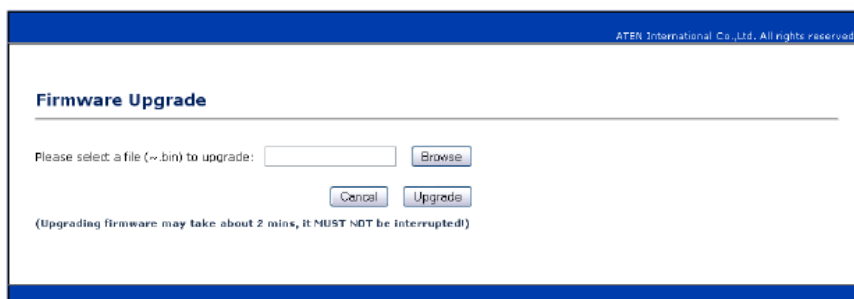 ATEN International Co.,Ltd. All rights reserved
Firmware Upgrade
Please select a file (~.bin) to upgrade: Browse
Cancel Upgrade
(Upgrading firmware may take about 2 mins, it MUST NOT be interrupted!)